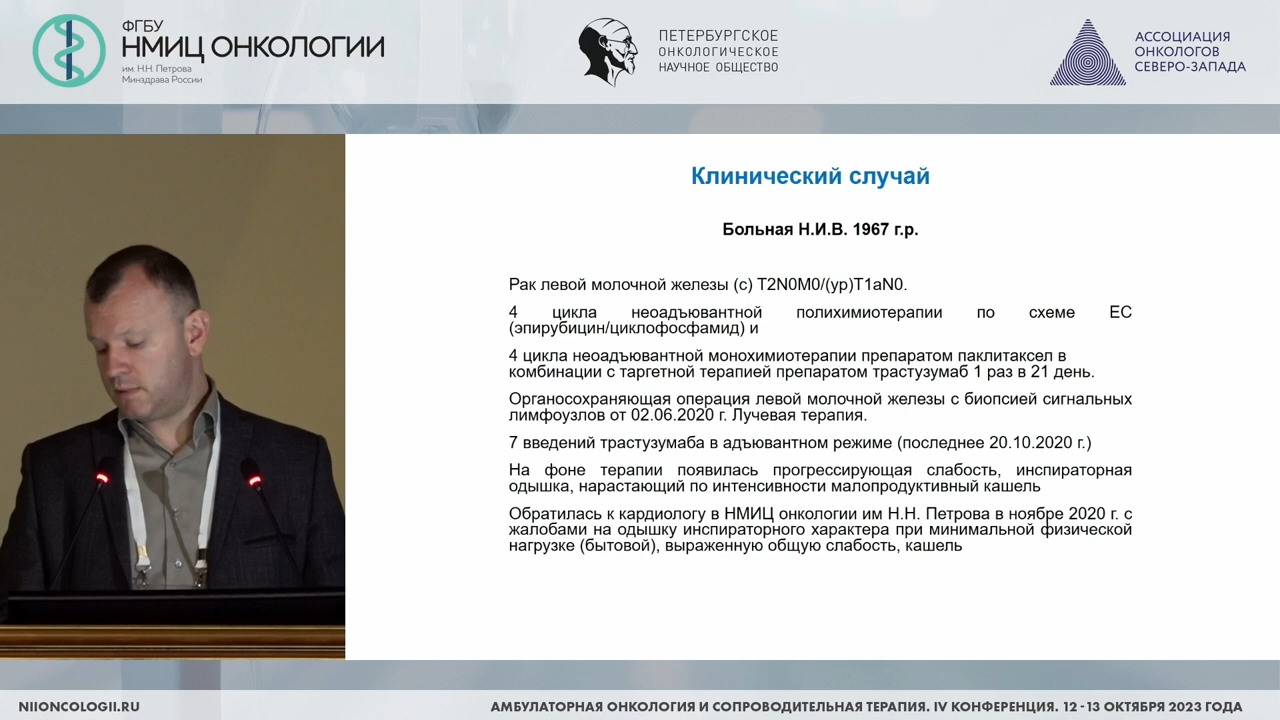 ФГБУ
НМИЦ ОНКОЛОГИИ
им. Н.Н. Петрова
Минздрава России
ПЕТЕРБУРГСКОЕ
ОНКОЛОГИЧЕСКОЕ
НАУЧНОЕ ОБЩЕСТВО
АССОЦИАЦИЯ
ОНКОЛОГОВ
СЕВЕРО-ЗАПАДА
Клинический случай
Больная Н.И.В. 1967 г.р.
Рак левой молочной железы (с) T2N0M0/(yp)T1aN0.
4 цикла неоадъювантной полихимиотерапии по схеме ЕС
(эпирубицин/циклофосфамид) и
4 цикла неоадъювантной монохимиотерапии препаратом паклитаксел в
комбинации с таргетной терапией препаратом трастузумаб 1 раз в 21 день.
Органосохраняющая операция левой молочной железы с биопсией сигнальных
лимфоузлов от 02.06.2020 г. Лучевая терапия.
7 введений трастузумаба в адъювантном режиме (последнее 20.10.2020 г.)
На фоне терапии появилась прогрессирующая слабость, инспираторная
одышка, нарастающий по интенсивности малопродуктивный кашель
Обратилась к кардиологу в НМИЦ онкологии им Н.Н. Петрова в ноябре 2020 г. с
жалобами на одышку инспираторного характера при минимальной физической
нагрузке (бытовой), выраженную общую слабость, кашель
NIIONCOLOGII.RU
АМБУЛАТОРНАЯ ОНКОЛОГИЯ И СОПРОВОДИТЕЛЬНАЯ ТЕРАПИЯ. IV КОНФЕРЕНЦИЯ. 12 - 13 ОКТЯБРЯ 2023 ГОДА